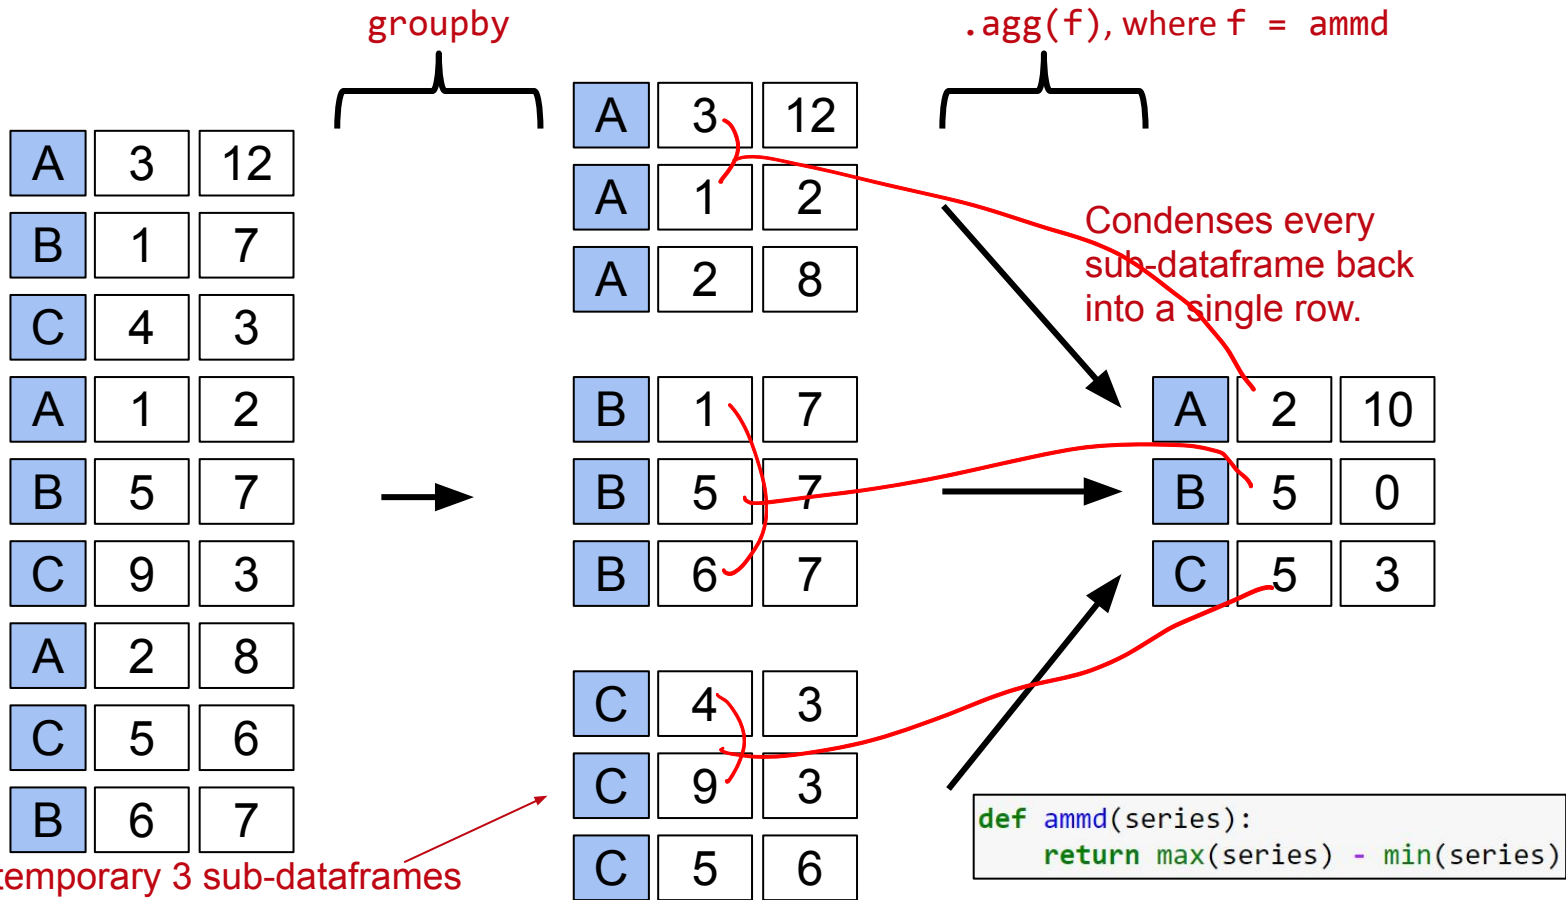 groupby
.agg(f), where f = ammd
A 3 12
B 1 7
C 4 3
A 1 2
B 5 7
C 9 3
A 2 8
C 5 6
B 6 7
temporary 3 sub-dataframes
A 3 12
A 1 2
A 2 8
B 1 7
B 5 7
B 6 7
C 4 3
C 9 3
C 5 6
Condenses every
sub-dataframe back
into a single row.
A 2 10
B 5 0
C 5 3
def ammd(series):
    return max(series) - min(series)